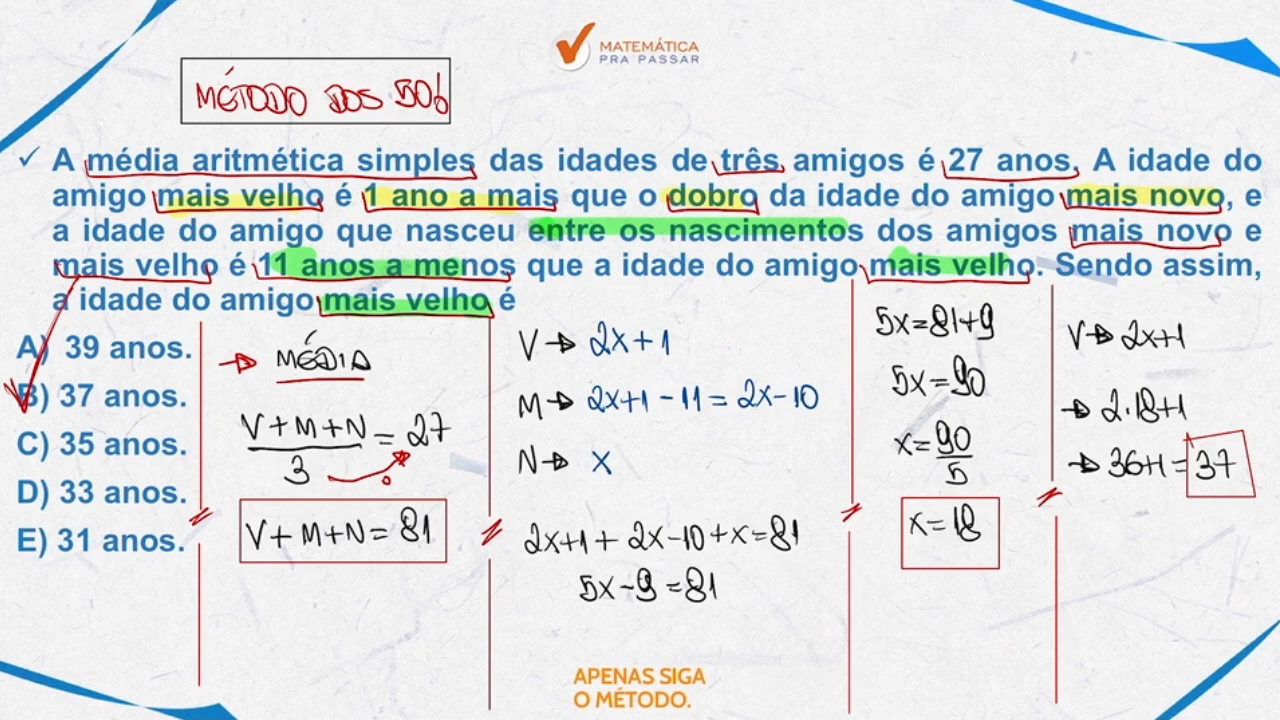 MATEMÁTICA
PRA PASSAR
MÉTODO DOS 50%
✓ A média aritmética simples das idades de três amigos é 27 anos. A idade do
amigo mais velho é 1 ano a mais que o dobro da idade do amigo mais novo, e
a idade do amigo que nasceu entre os nascimentos dos amigos mais novo e
mais velho é 11 anos a menos que a idade do amigo mais velho. Sendo assim,
a idade do amigo mais velho é
A) 39 anos.
B) 37 anos.
C) 35 anos.
D) 33 anos.
E) 31 anos.
→ MÉDIA
V+M+N/3 = 27
V+M+N=81
V→ 2x+1
M→ 2x+1-11=2x-10
N→ x
2x+1+2x-10+x=81
5x-9=81
5x=81+9
5x=90
x=90/5
x=18
V→2x+1
→2.18+1
→36+1=37
APENAS SIGA
O MÉTODO.